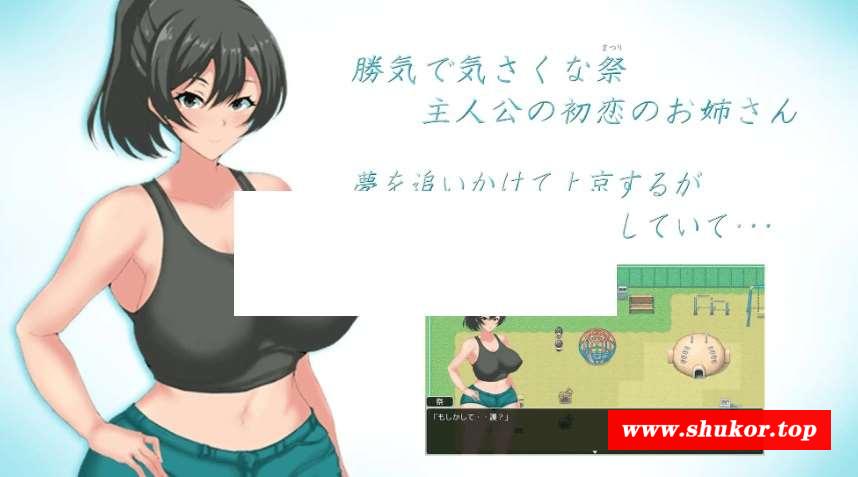 まつり
勝気で気さくな祭
主人公の初恋のお姉さん
夢を追いかけて上京するが
していて・・・
祭
「もしかして・・護？」
www.shukor.top